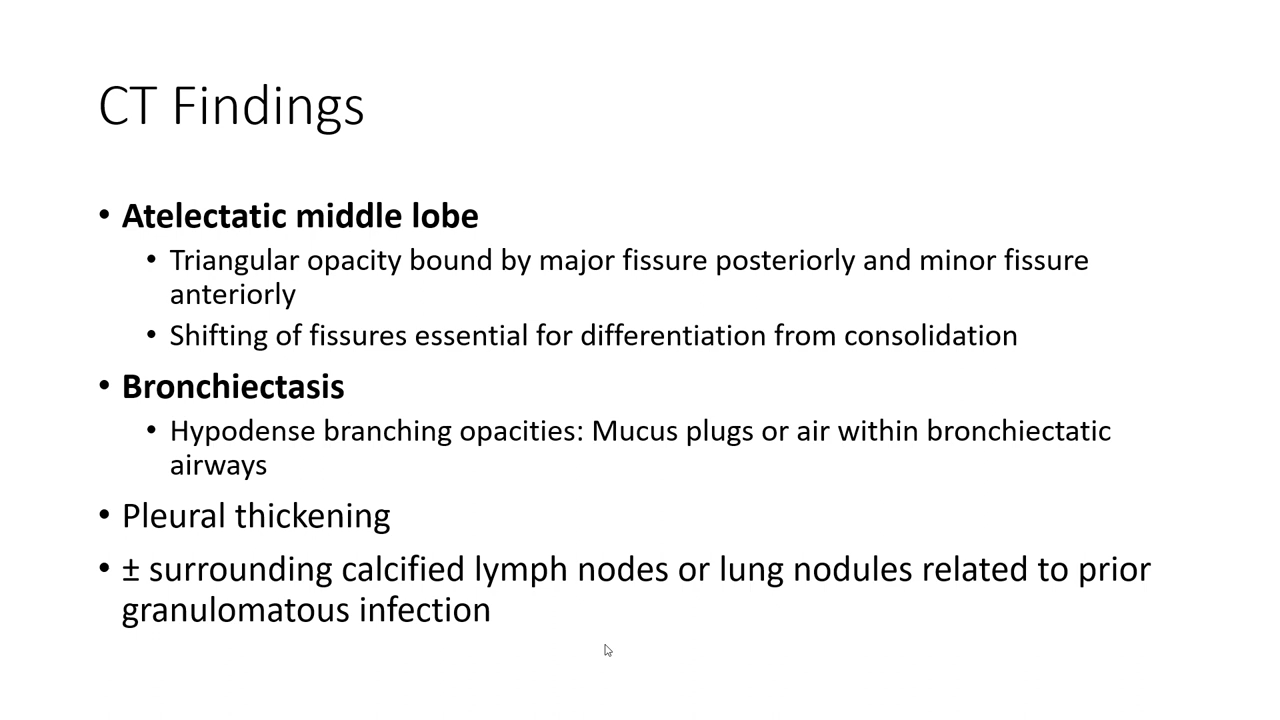 CT Findings
• Atelectatic middle lobe
• Triangular opacity bound by major fissure posteriorly and minor fissure
anteriorly
• Shifting of fissures essential for differentiation from consolidation
• Bronchiectasis
• Hypodense branching opacities: Mucus plugs or air within bronchiectatic
airways
• Pleural thickening
• ± surrounding calcified lymph nodes or lung nodules related to prior
granulomatous infection